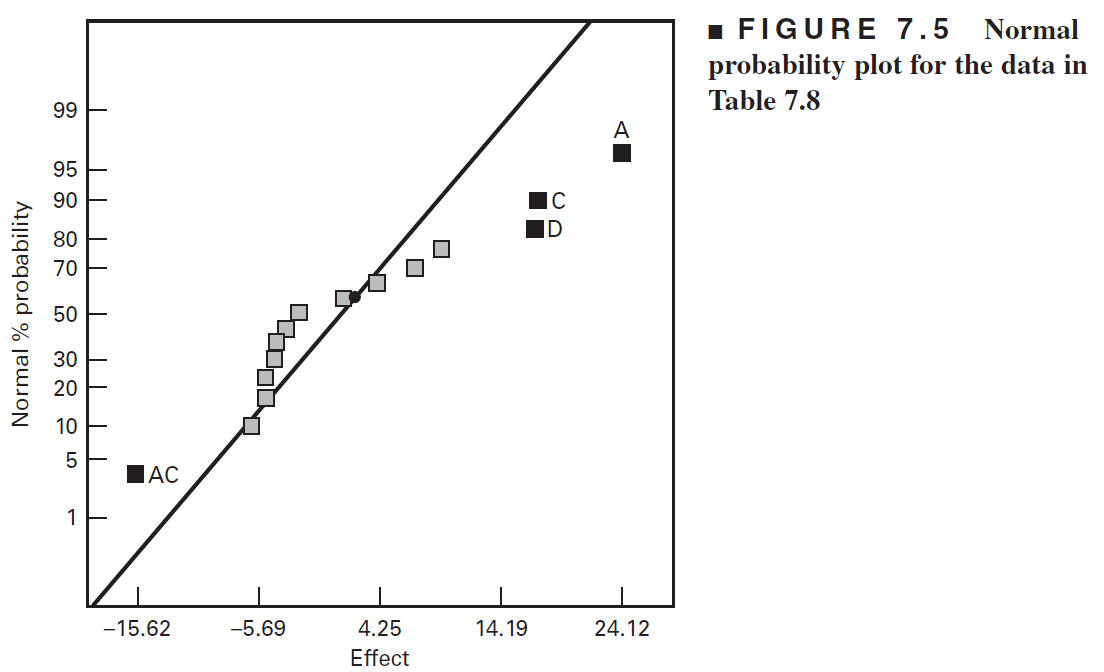 ■ FIGURE 7.5 Normal
probability plot for the data in
Table 7.8
Normal % probability
99
95
90
80
70
50
30
20
10
5
1
A
C
D
AC
–15.62
–5.69
4.25
14.19
24.12
Effect